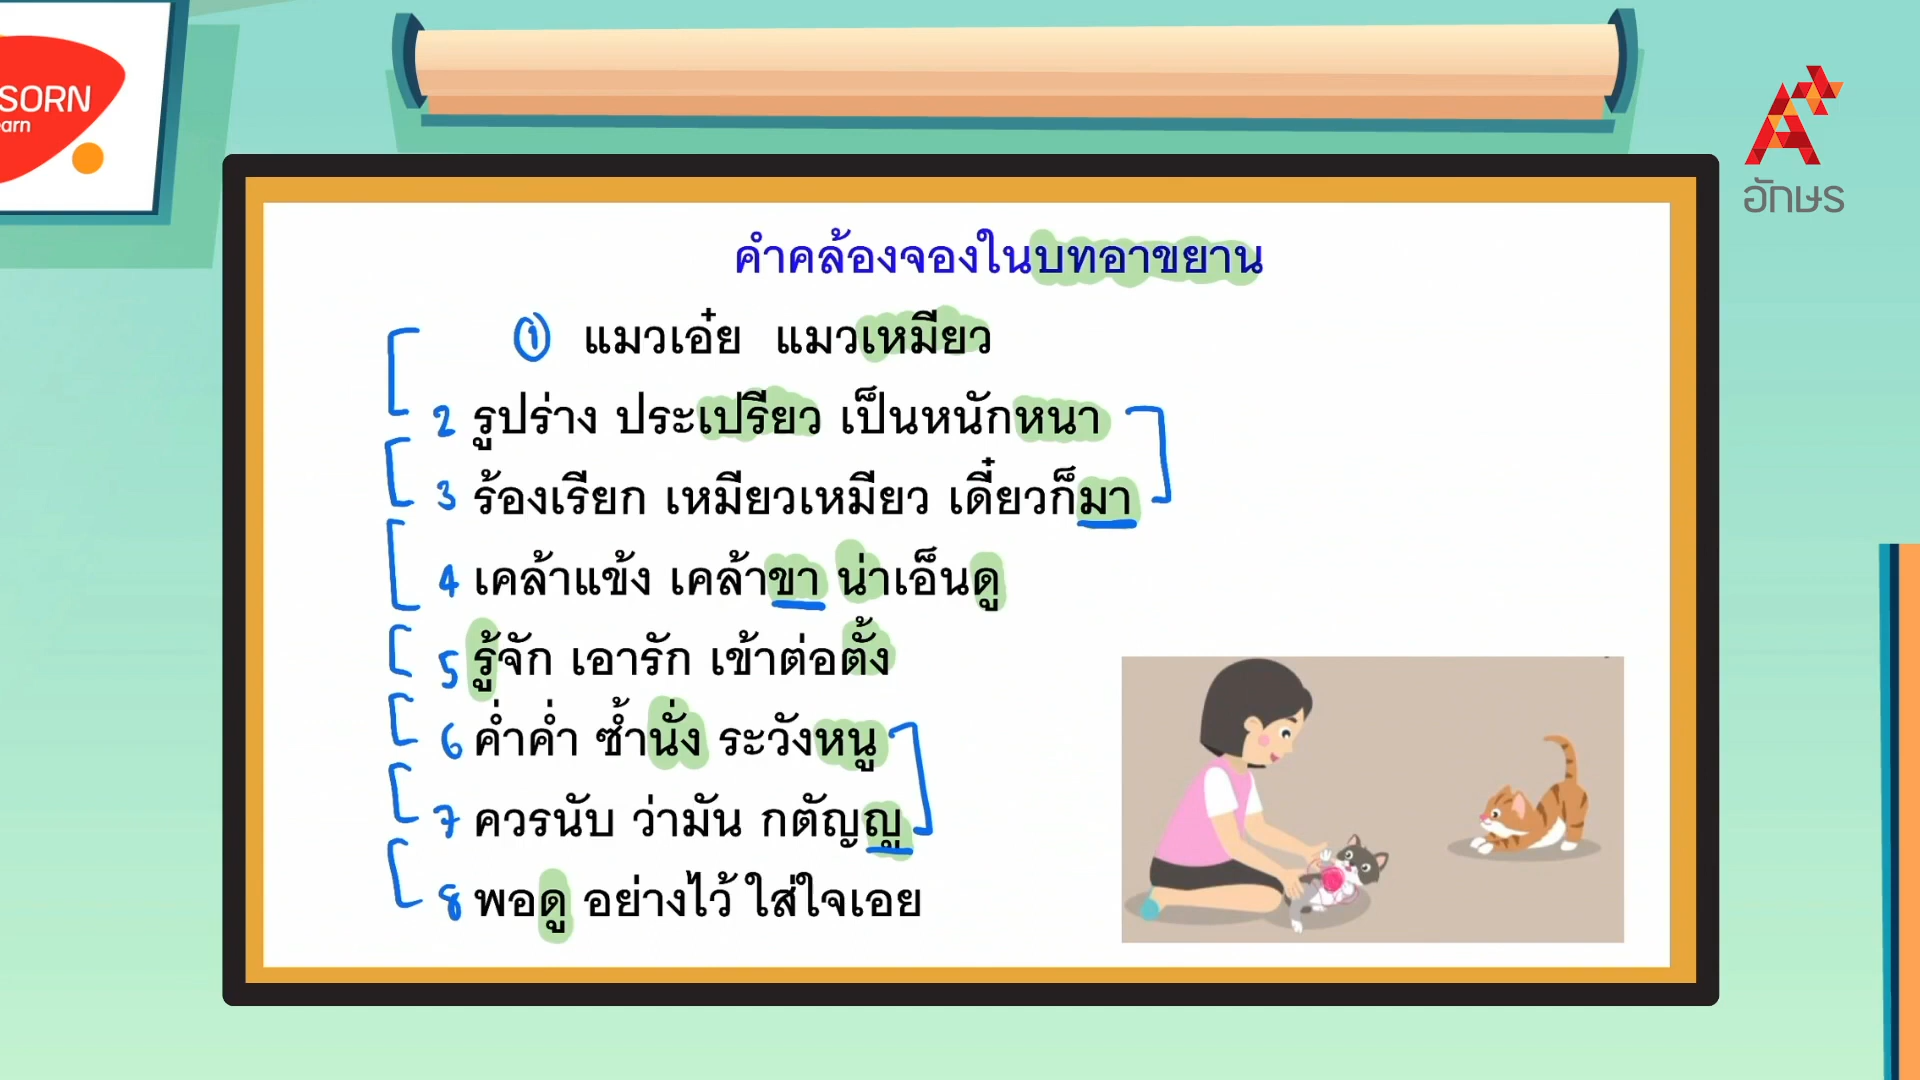 SORN
arn
อักษร
คำคล้องจองในบทอาขยาน
① แมวเอ๋ย แมวเหมียว
2 รูปร่าง ประเปรียว เป็นหนักหนา
3 ร้องเรียก เหมียวเหมียว เดี๋ยวก็มา
4 เคล้าแข้ง เคล้าขา น่าเอ็นดู
5 รู้จัก เอารัก เข้าต่อตั้ง
6 ค่ำค่ำ ซ้ำนั่ง ระวังหนู
7 ควรนับ ว่ามัน กตัญญู
8 พอดู อย่างไว้ ใส่ใจเอย